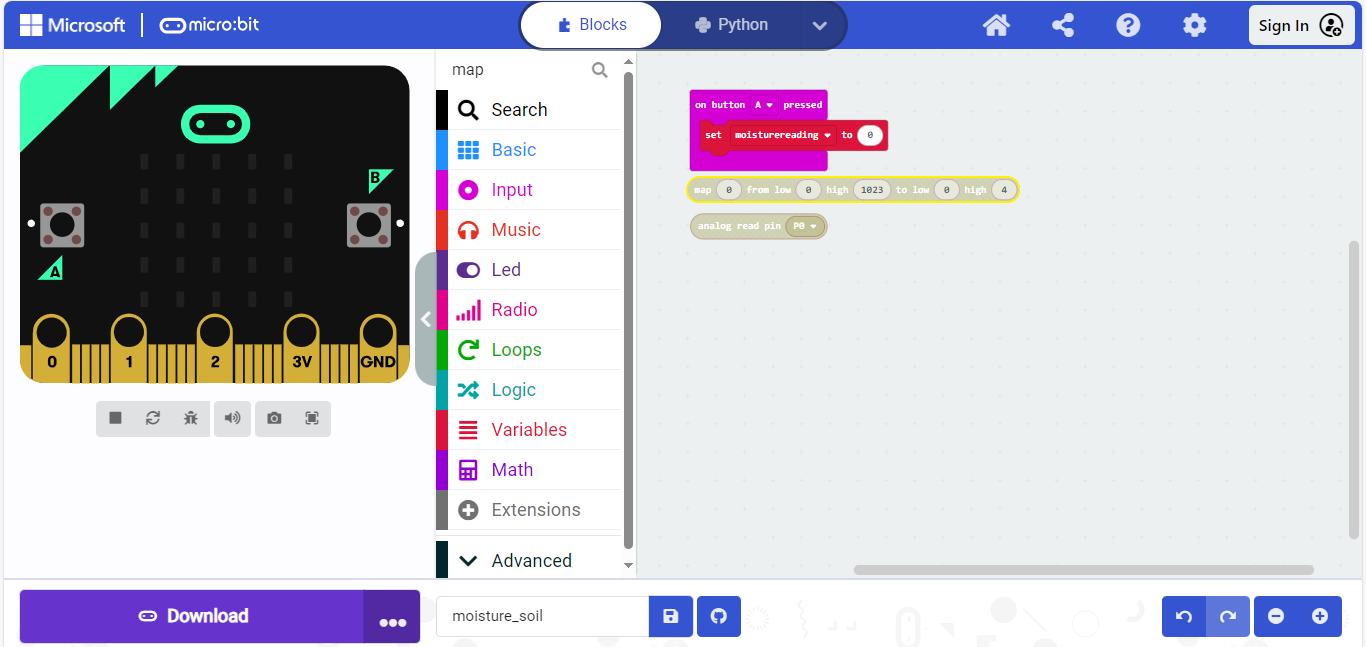 Microsoft micro:bit Blocks Python Sign In
map
Search
Basic
Input
Music
Led
Radio
Loops
Logic
Variables
Math
Extensions
Advanced
on button A pressed
set moisturereading to 0
map 0 from low 0 high 1023 to low 0 high 4
analog read pin P0
B
A
0 1 2 3V GND
Download
moisture_soil